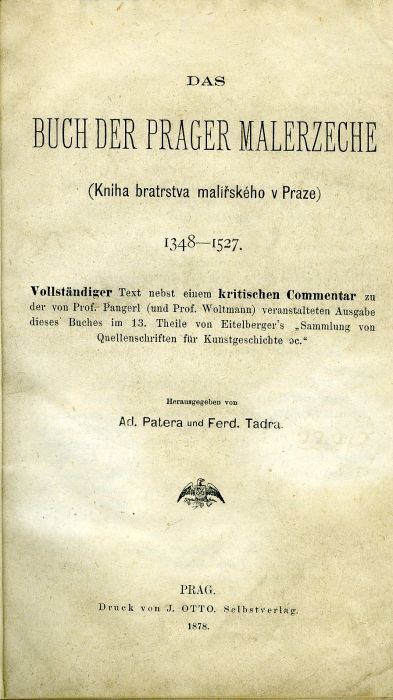 DAS
BUCH DER PRAGER MALERZECHE
(Kniha bratrstva malířského v Praze)
1348—1527.
Vollständiger Text nebst einem kritischen Commentar zu
der von Prof. Pangerl (und Prof. Woltmann) veranstalteten Ausgabe
dieses Buches im 13. Theile von Eitelberger's „Sammlung von
Quellenschriften für Kunstgeschichte ɔc.“
Herausgegeben von
Ad. Patera und Ferd. Tadra.
PRAG.
Druck von J. OTTO. Selbstverlag.
1878.